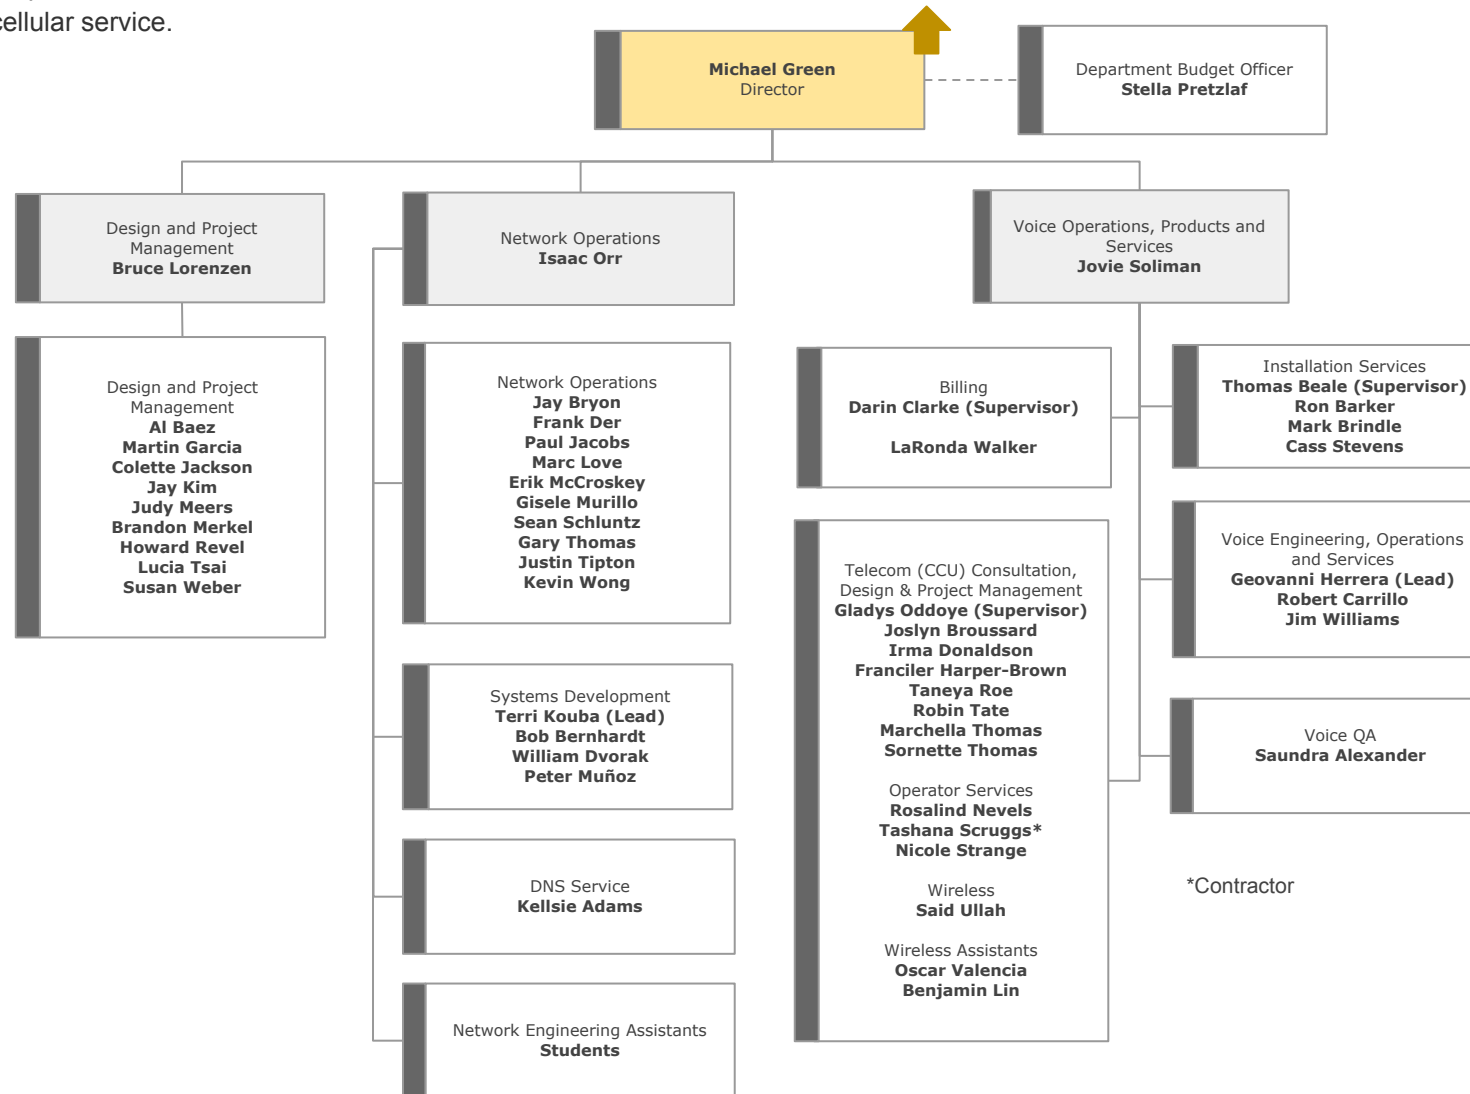 cellular service.
Michael Green
Director
Department Budget Officer
Stella Pretzlaf
Design and Project
Management
Bruce Lorenzen
Network Operations
Isaac Orr
Voice Operations, Products and
Services
Jovie Soliman
Design and Project
Management
Al Baez
Martin Garcia
Colette Jackson
Jay Kim
Judy Meers
Brandon Merkel
Howard Revel
Lucia Tsai
Susan Weber
Network Operations
Jay Bryon
Frank Der
Paul Jacobs
Marc Love
Erik McCroskey
Gisele Murillo
Sean Schluntz
Gary Thomas
Justin Tipton
Kevin Wong
Systems Development
Terri Kouba (Lead)
Bob Bernhardt
William Dvorak
Peter Muñoz
DNS Service
Kellsie Adams
Network Engineering Assistants
Students
Billing
Darin Clarke (Supervisor)
LaRonda Walker
Telecom (CCU) Consultation,
Design & Project Management
Gladys Oddoye (Supervisor)
Joslyn Broussard
Irma Donaldson
Franciler Harper-Brown
Taneya Roe
Robin Tate
Marchella Thomas
Sornette Thomas
Operator Services
Rosalind Nevels
Tashana Scruggs*
Nicole Strange
Wireless
Said Ullah
Wireless Assistants
Oscar Valencia
Benjamin Lin
Installation Services
Thomas Beale (Supervisor)
Ron Barker
Mark Brindle
Cass Stevens
Voice Engineering, Operations
and Services
Geovanni Herrera (Lead)
Robert Carrillo
Jim Williams
Voice QA
Saundra Alexander
*Contractor